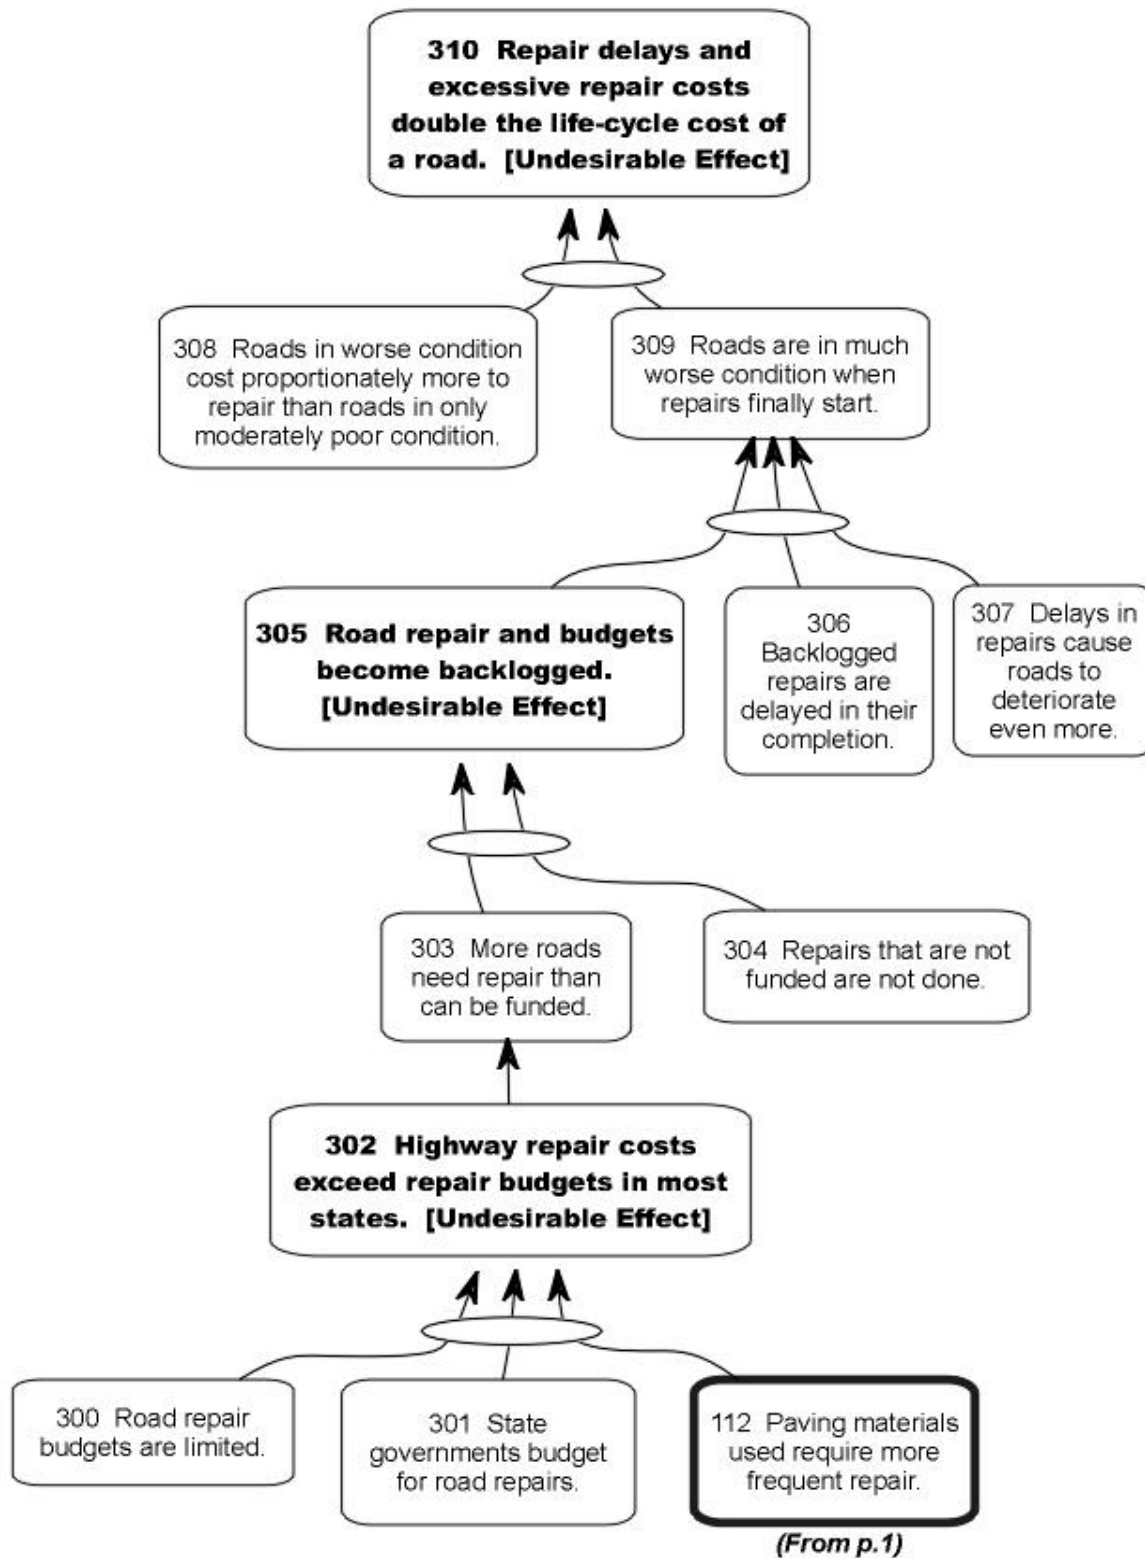 310 Repair delays and
excessive repair costs
double the life-cycle cost of
a road. [Undesirable Effect]
308 Roads in worse condition
cost proportionately more to
repair than roads in only
moderately poor condition.
309 Roads are in much
worse condition when
repairs finally start.
305 Road repair and budgets
become backlogged.
[Undesirable Effect]
306
Backlogged
repairs are
delayed in their
completion.
307 Delays in
repairs cause
roads to
deteriorate
even more.
303 More roads
need repair than
can be funded.
304 Repairs that are not
funded are not done.
302 Highway repair costs
exceed repair budgets in most
states. [Undesirable Effect]
300 Road repair
budgets are limited.
301 State
governments budget
for road repairs.
112 Paving materials
used require more
frequent repair.
(From p.1)